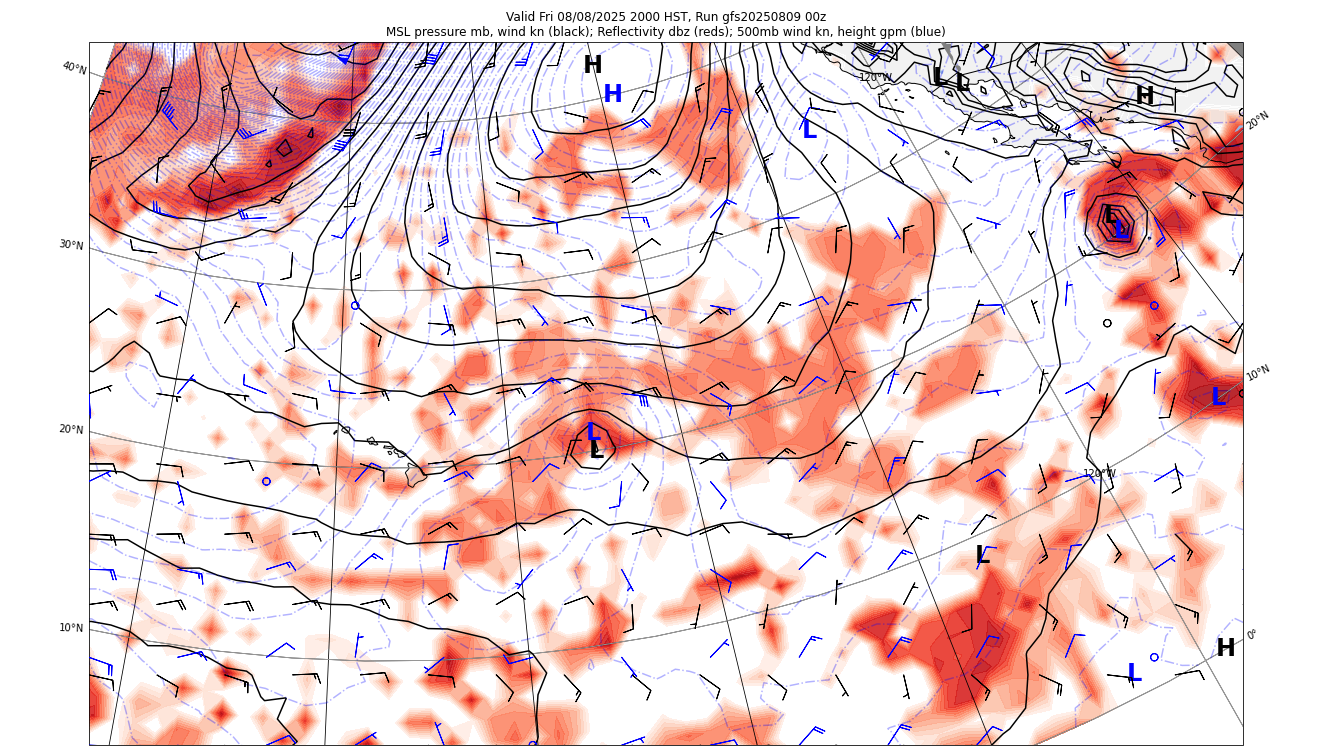 Valid Fri 08/08/2025 2000 HST, Run gfs20250809 00z
MSL pressure mb, wind kn (black); Reflectivity dbz (reds); 500mb wind kn, height gpm (blue)
40°N
H
H
L
120°W
L
L
H
20°N
30°N
L
L
10°N
L
20°N
L
L
120°W
L
10°N
0°
H
L